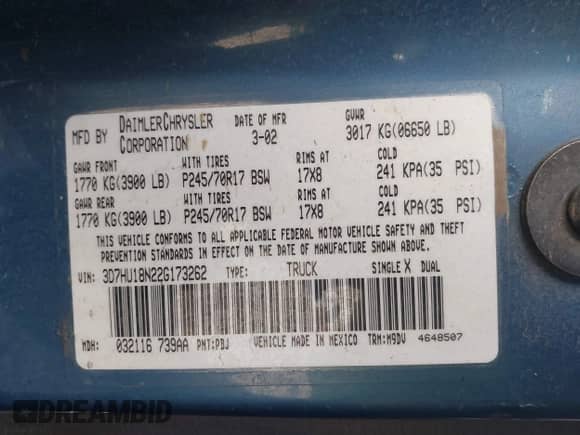 MFD BY DAIMLERCHRYSLER CORPORATION DATE OF MFR 3-02 GVWR 3017 KG(06650 LB)
GAWR FRONT WITH TIRES RIMS AT COLD
1770 KG(3900 LB) P245/70R17 BSW 17X8 241 KPA(35 PSI)
GAWR REAR WITH TIRES RIMS AT COLD
1770 KG(3900 LB) P245/70R17 BSW 17X8 241 KPA(35 PSI)
THIS VEHICLE CONFORMS TO ALL APPLICABLE FEDERAL MOTOR VEHICLE SAFETY AND THEFT
PREVENTION STANDARDS IN EFFECT ON THE DATE OF MANUFACTURE SHOWN ABOVE.
VIN: 3D7HU18N22G173262 TYPE: TRUCK SINGLE X DUAL
MDH: 032116 739AA PNT:PBJ VEHICLE MADE IN MEXICO TRM:M9DV 4648507
DREAMBID